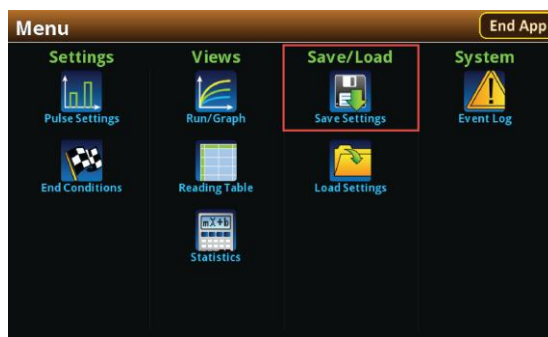 Menu
End App
Settings
Views
Save/Load
System
Pulse Settings
Run/Graph
Save Settings
Event Log
End Conditions
Reading Table
Load Settings
mX+b
Statistics